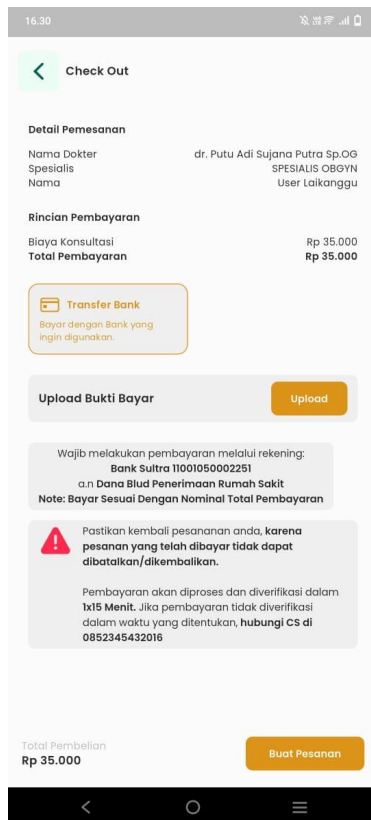 16.30
Check Out
Detail Pemesanan
Nama Dokter dr. Putu Adi Sujana Putra Sp.OG
Spesialis SPESIALIS OBGYN
Nama User Laikanggu
Rincian Pembayaran
Biaya Konsultasi Rp 35.000
Total Pembayaran Rp 35.000
Transfer Bank
Bayar dengan Bank yang
ingin digunakan.
Upload Bukti Bayar Upload
Wajib melakukan pembayaran melalui rekening:
Bank Sultra 11001050002251
a.n Dana Blud Penerimaan Rumah Sakit
Note: Bayar Sesuai Dengan Nominal Total Pembayaran
Pastikan kembali pesananan anda, karena
pesanan yang telah dibayar tidak dapat
dibatalkan/dikembalikan.
Pembayaran akan diproses dan diverifikasi dalam
1x15 Menit. Jika pembayaran tidak diverifikasi
dalam waktu yang ditentukan, hubungi CS di
0852345432016
Total Pembelian
Rp 35.000
Buat Pesanan